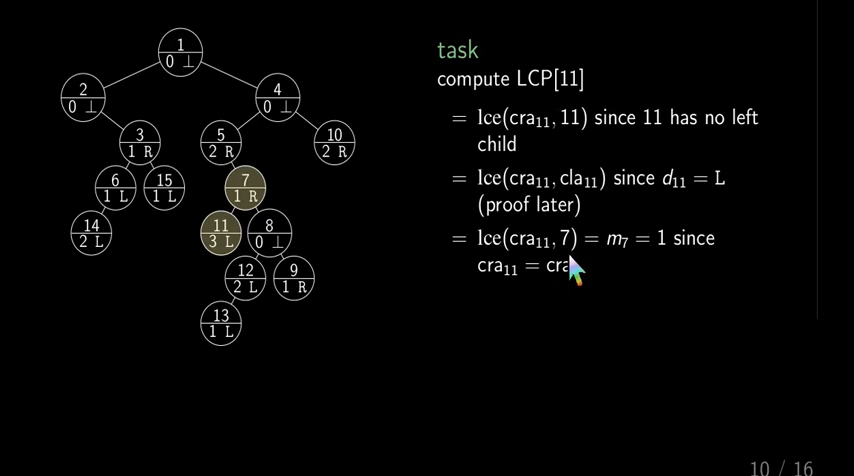 1
0 ⊥
2
0 ⊥
4
0 ⊥
3
1 R
5
2 R
10
2 R
6
1 L
15
1 L
7
1 R
14
2 L
11
3 L
8
0 ⊥
12
2 L
9
1 R
13
1 L
task
compute LCP[11]
= lce(cra₁₁, 11) since 11 has no left
child
= lce(cra₁₁, cla₁₁) since d₁₁ = L
(proof later)
= lce(cra₁₁, 7) = m₇ = 1 since
cra₁₁ = cra
10 / 16